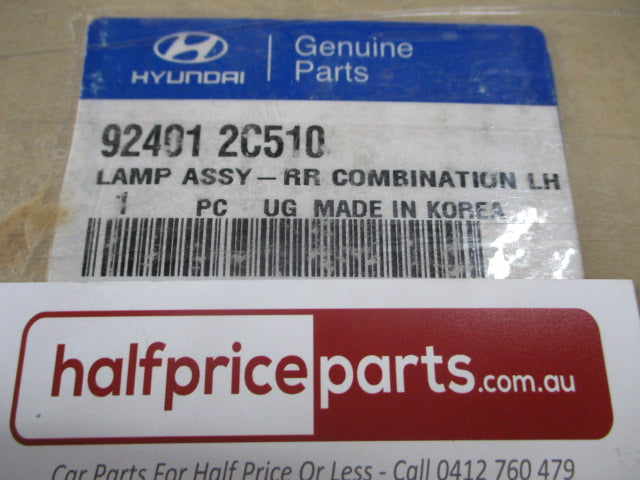 HYUNDAI
Genuine
Parts
92401 2C510
LAMP ASSY – RR COMBINATION LH
1 PC UG MADE IN KOREA
halfpriceparts.com.au
Car Parts For Half Price Or Less - Call 0412 760 479